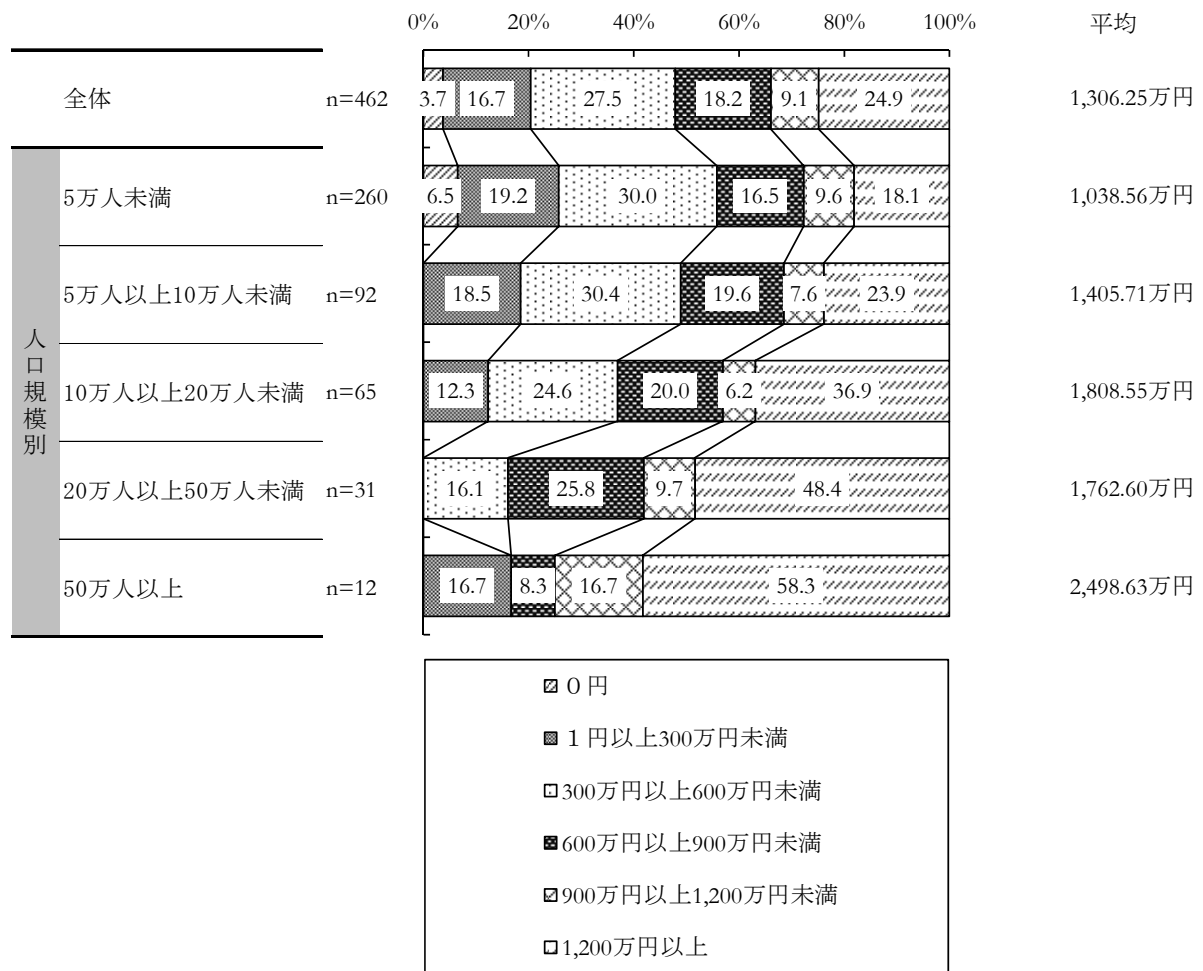 0% 20% 40% 60% 80% 100% 平均
全体 n=462 3.7 16.7 27.5 18.2 9.1 24.9 1,306.25万円
人口規模別
5万人未満 n=260 6.5 19.2 30.0 16.5 9.6 18.1 1,038.56万円
5万人以上10万人未満 n=92 18.5 30.4 19.6 7.6 23.9 1,405.71万円
10万人以上20万人未満 n=65 12.3 24.6 20.0 6.2 36.9 1,808.55万円
20万人以上50万人未満 n=31 16.1 25.8 9.7 48.4 1,762.60万円
50万人以上 n=12 16.7 8.3 16.7 58.3 2,498.63万円
０円
１円以上300万円未満
300万円以上600万円未満
600万円以上900万円未満
900万円以上1,200万円未満
1,200万円以上